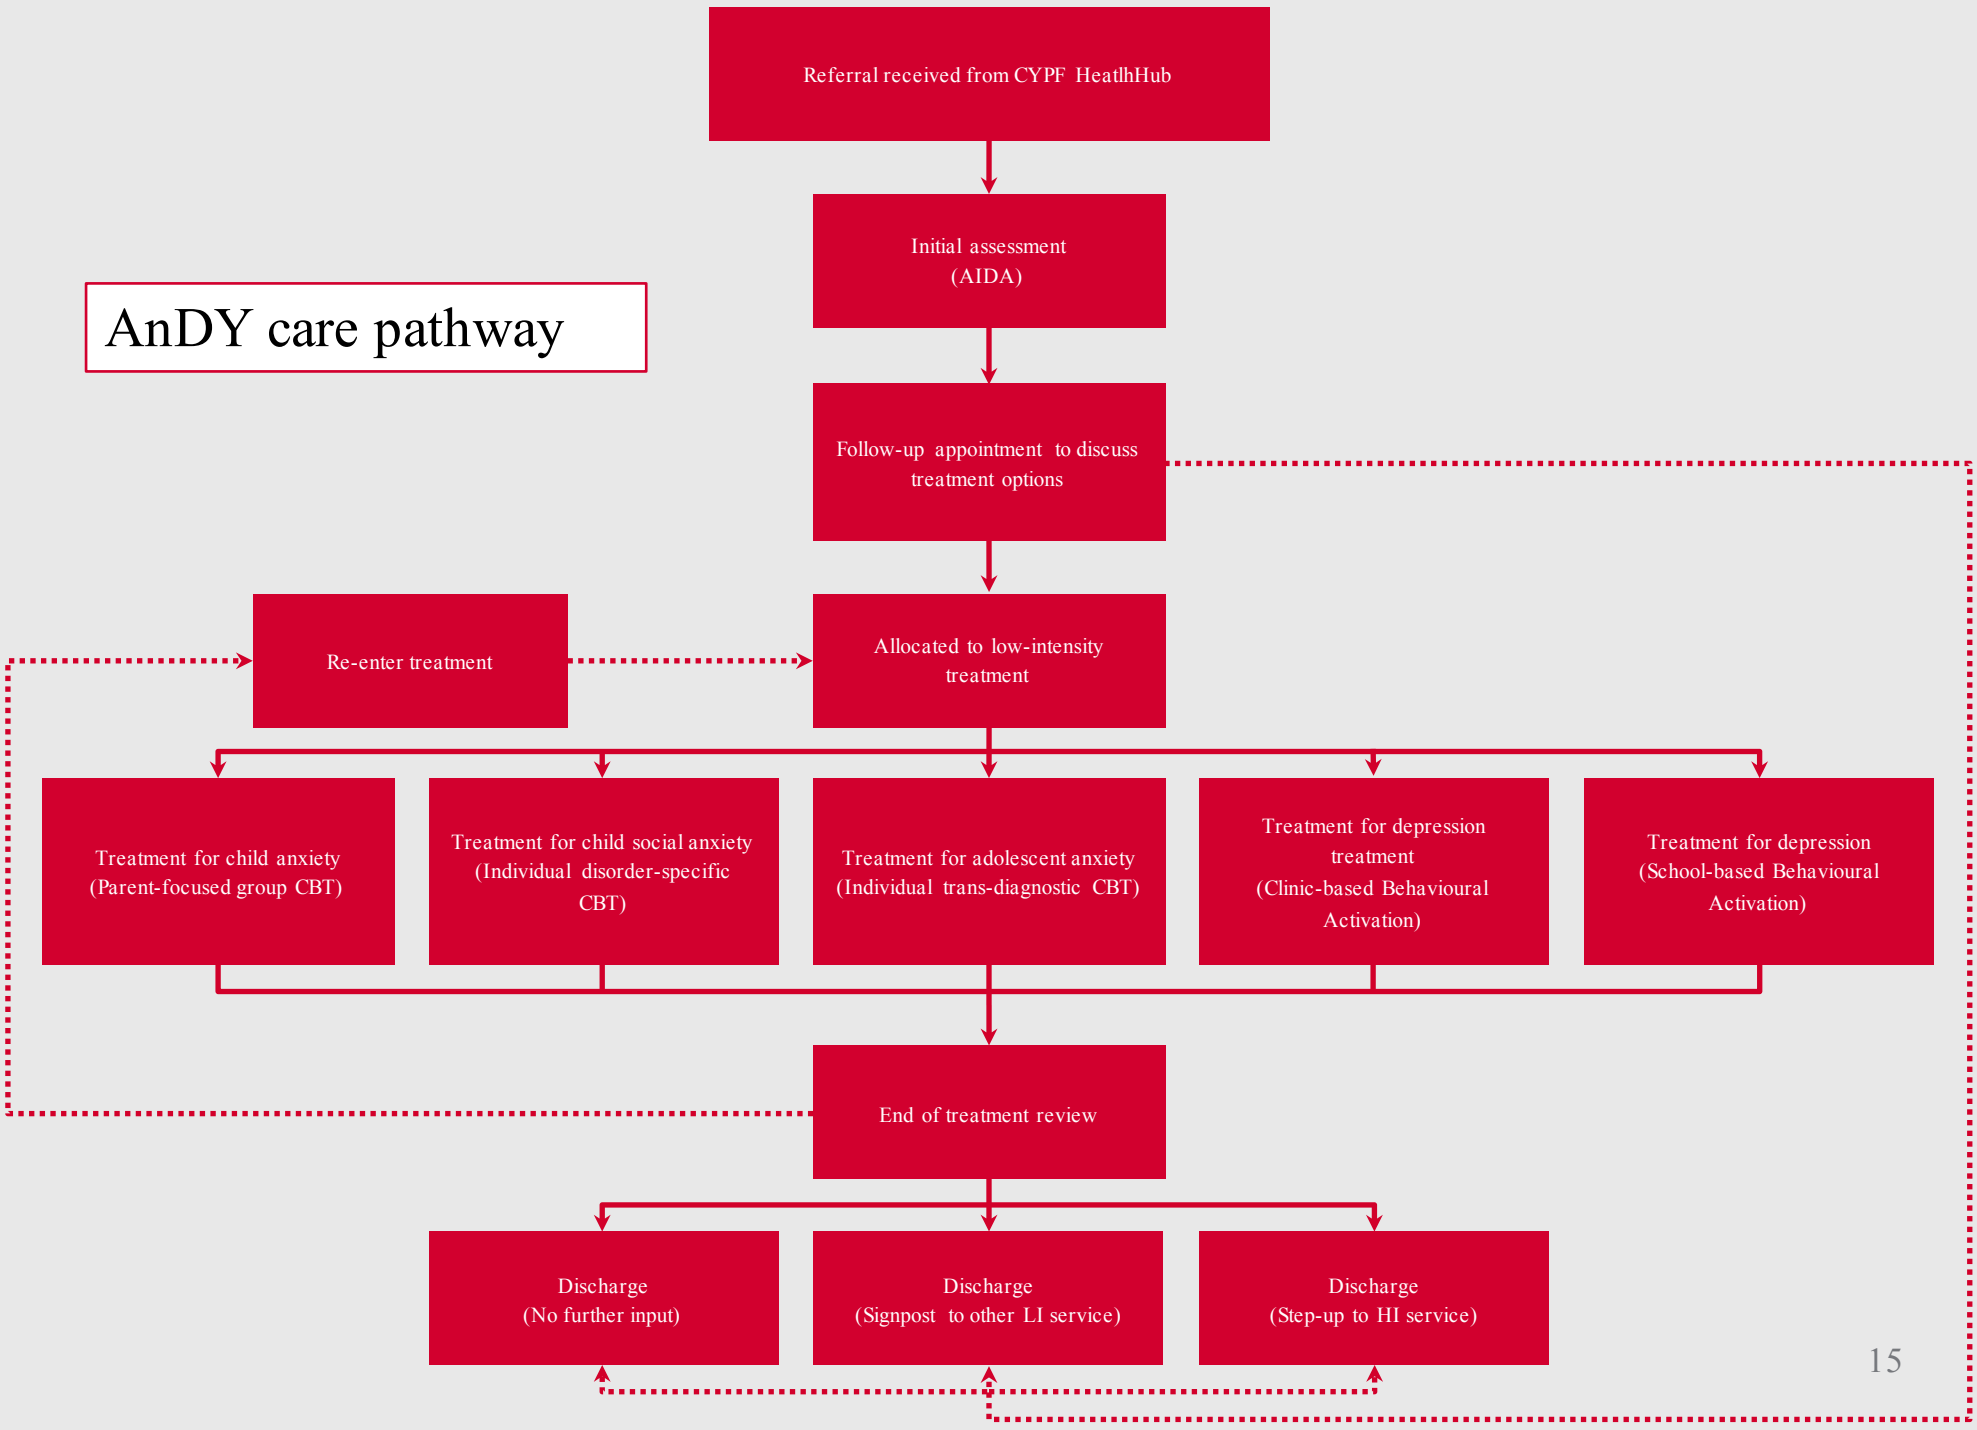 Referral received from CYPF HeatlhHub
Initial assessment
(AIDA)
AnDY care pathway
Follow-up appointment to discuss
treatment options
Re-enter treatment
Allocated to low-intensity
treatment
Treatment for child anxiety
(Parent-focused group CBT)
Treatment for child social anxiety
(Individual disorder-specific
CBT)
Treatment for adolescent anxiety
(Individual trans-diagnostic CBT)
Treatment for depression
treatment
(Clinic-based Behavioural
Activation)
Treatment for depression
(School-based Behavioural
Activation)
End of treatment review
Discharge
(No further input)
Discharge
(Signpost to other LI service)
Discharge
(Step-up to HI service)
15